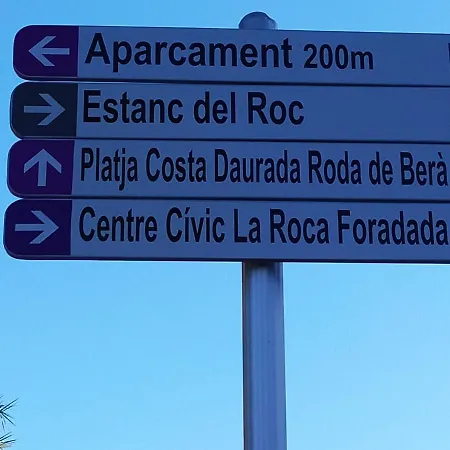 Aparcament 200m
Estanc del Roc
Platja Costa Daurada Roda de Berà
Centre Cívic La Roca Foradada